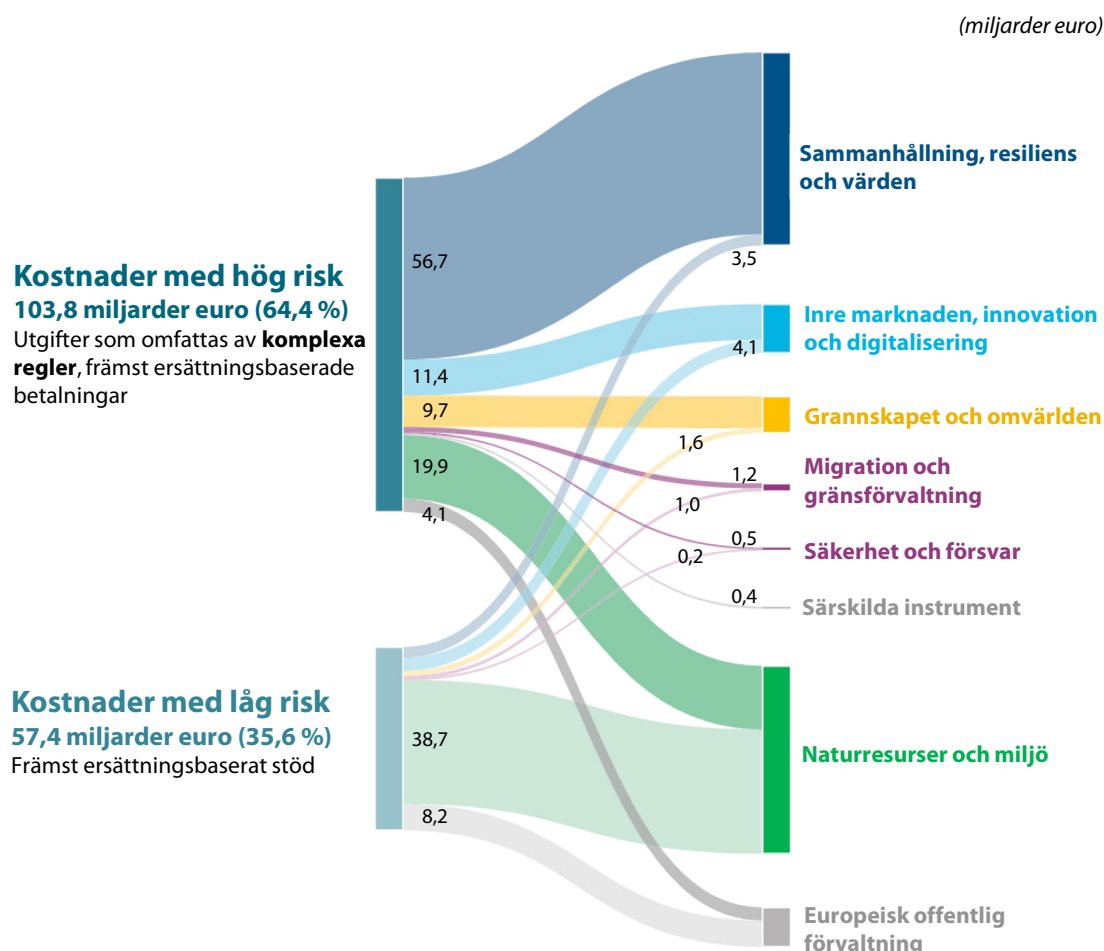 (miljarder euro)
Kostnader med hög risk
103,8 miljarder euro (64,4 %)
Utgifter som omfattas av komplexa
regler, främst ersättningsbaserade
betalningar
Kostnader med låg risk
57,4 miljarder euro (35,6 %)
Främst ersättningsbaserat stöd
56,7
11,4
9,7
19,9
4,1
38,7
8,2
3,5
4,1
1,6
1,2
1,0
0,5
0,2
0,4
Sammanhållning, resiliens
och värden
Inre marknaden, innovation
och digitalisering
Grannskapet och omvärlden
Migration och
gränsförvaltning
Säkerhet och försvar
Särskilda instrument
Naturresurser och miljö
Europeisk offentlig
förvaltning